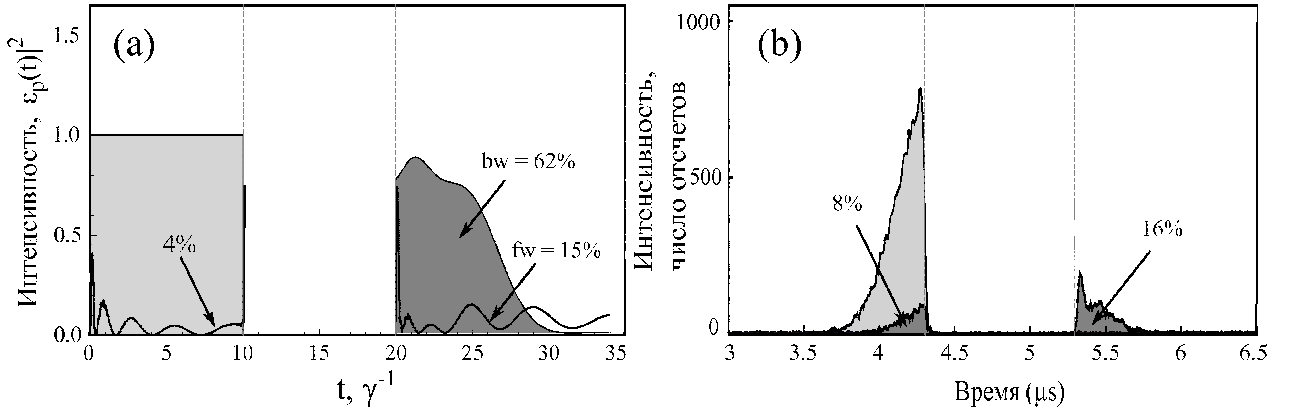 (a)
Интенсивность, ε_p(t)|^2
1.5
1.0
0.5
0.0
4%
bw = 62%
fw = 15%
0 5 10 15 20 25 30 35
t, γ^-1
(b)
Интенсивность,
число отсчетов
1000
500
0
8%
16%
3 3.5 4 4.5 5 5.5 6 6.5
Время (μs)